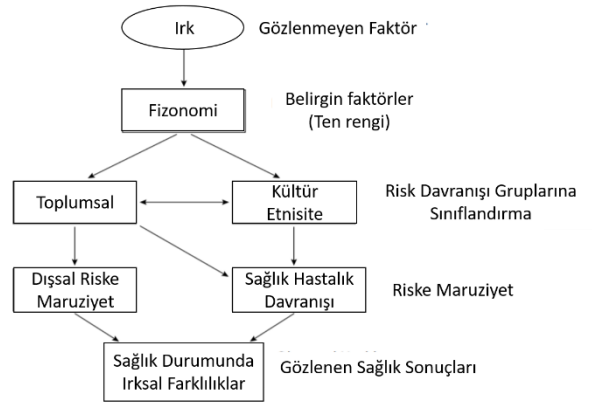 Irk
Gözlenmeyen Faktör
Fizonomi
Belirgin faktörler
(Ten rengi)
Toplumsal
Kültür
Etnisite
Risk Davranışı Gruplarına
Sınıflandırma
Dışsal Riske
Maruziyet
Sağlık Hastalık
Davranışı
Riske Maruziyet
Sağlık Durumunda
Irksal Farklılıklar
Gözlenen Sağlık Sonuçları